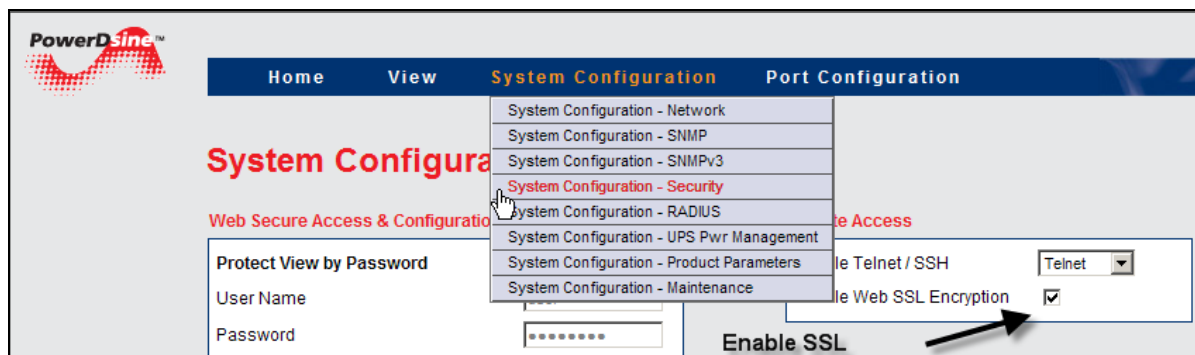 PowerDsine™
Home View System Configuration Port Configuration
System Configuration - Network
System Configuration - SNMP
System Configuration - SNMPv3
System Configuration - Security
System Configuration - RADIUS
System Configuration - UPS Pwr Management
System Configuration - Product Parameters
System Configuration - Maintenance
System Configura
Web Secure Access & Configuratio
te Access
Protect View by Password
le Telnet / SSH Telnet
User Name
le Web SSL Encryption
Password ••••••••
Enable SSL